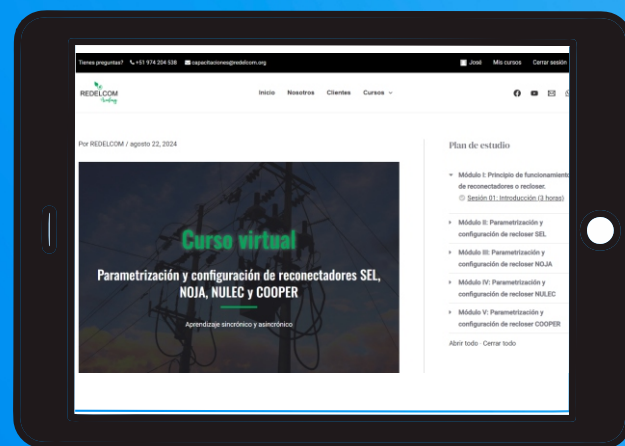 Tienes preguntas? +51 974 204 538 capacitaciones@redelcom.org
José Mis cursos Cerrar sesión
REDELCOM
Inicio Nosotros Clientes Cursos
Por REDELCOM / agosto 22, 2024
Curso virtual
Parametrización y configuración de reconectadores SEL,
NOJA, NULEC y COOPER
Aprendizaje sincrónico y asincrónico
Plan de estudio
Módulo I: Principio de funcionamiento
de reconectadores o recloser.
Sesión 01: Introducción (3 horas)
Módulo II: Parametrización y
configuración de recloser SEL
Módulo III: Parametrización y
configuración de recloser NOJA
Módulo IV: Parametrización y
configuración de recloser NULEC
Módulo V: Parametrización y
configuración de recloser COOPER
Abrir todo · Cerrar todo